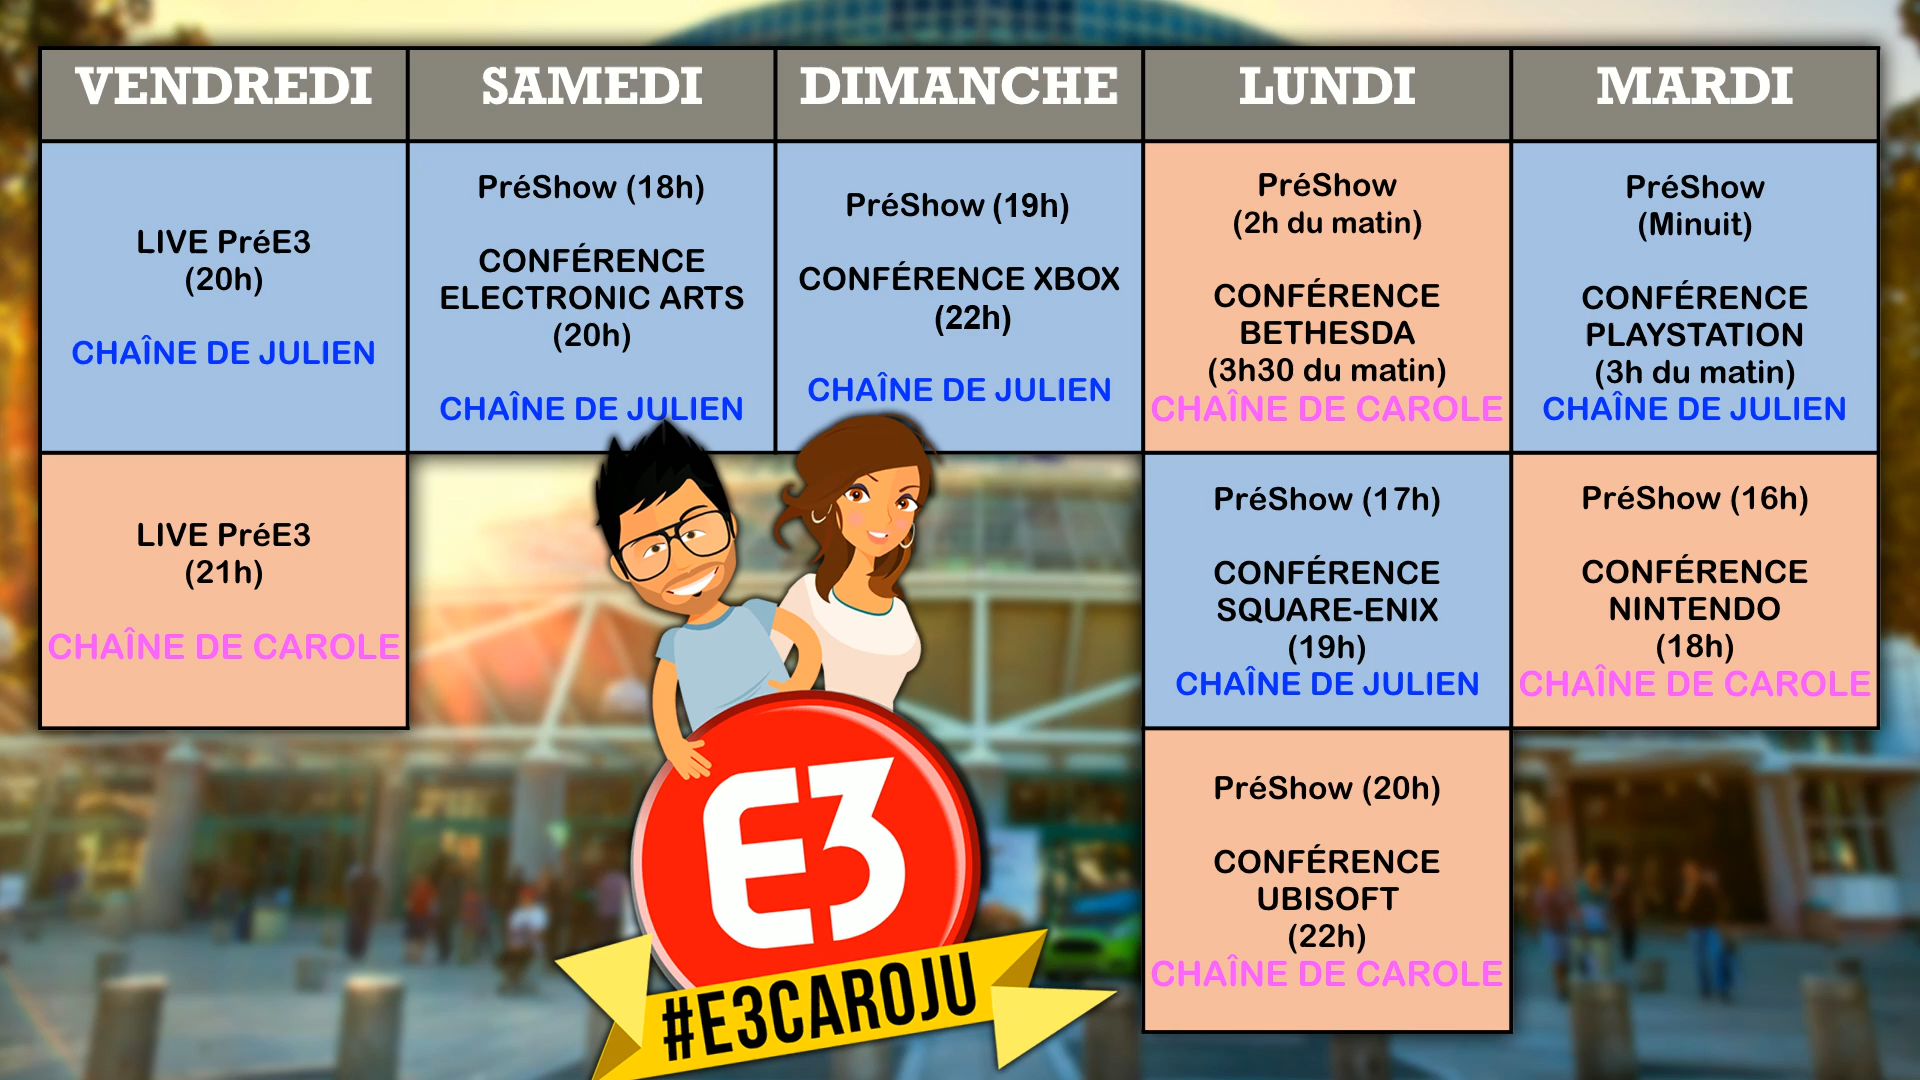 VENDREDI
SAMEDI
DIMANCHE
LUNDI
MARDI
LIVE PréE3
(20h)
CHAÎNE DE JULIEN
PréShow (18h)
CONFÉRENCE
ELECTRONIC ARTS
(20h)
CHAÎNE DE JULIEN
PréShow (19h)
CONFÉRENCE XBOX
(22h)
CHAÎNE DE JULIEN
PréShow
(2h du matin)
CONFÉRENCE
BETHESDA
(3h30 du matin)
CHAÎNE DE CAROLE
PréShow
(Minuit)
CONFÉRENCE
PLAYSTATION
(3h du matin)
CHAÎNE DE JULIEN
LIVE PréE3
(21h)
CHAÎNE DE CAROLE
PréShow (17h)
CONFÉRENCE
SQUARE-ENIX
(19h)
CHAÎNE DE JULIEN
PréShow (16h)
CONFÉRENCE
NINTENDO
(18h)
CHAÎNE DE CAROLE
PréShow (20h)
CONFÉRENCE
UBISOFT
(22h)
CHAÎNE DE CAROLE
E3
#E3CAROJU